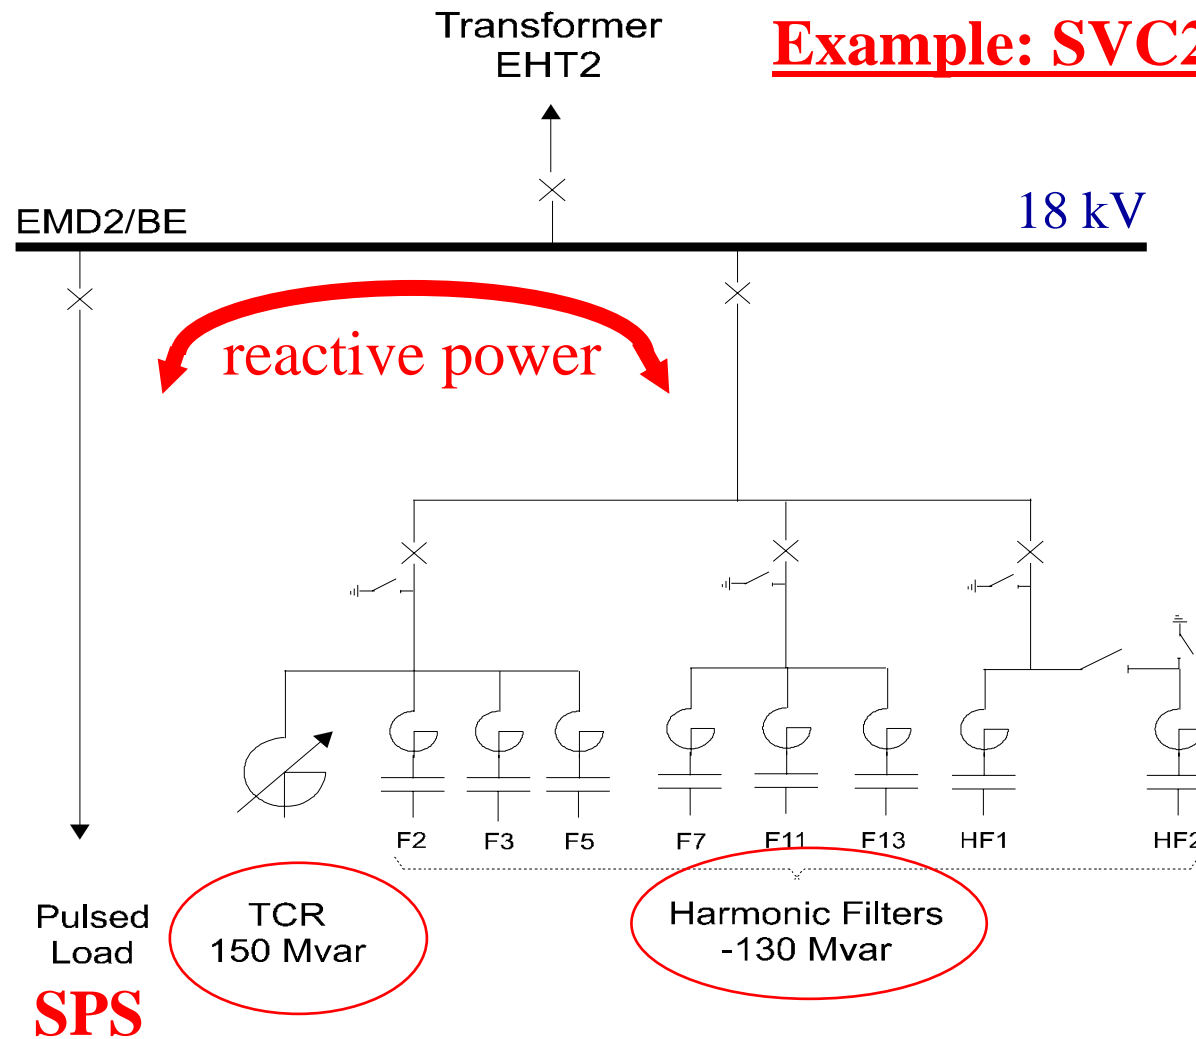 Transformer
EHT2
Example: SVC2
EMD2/BE
18 kV
reactive power
F2 F3 F5 F7 F11 F13 HF1 HF2
Pulsed
Load
SPS
TCR
150 Mvar
Harmonic Filters
-130 Mvar